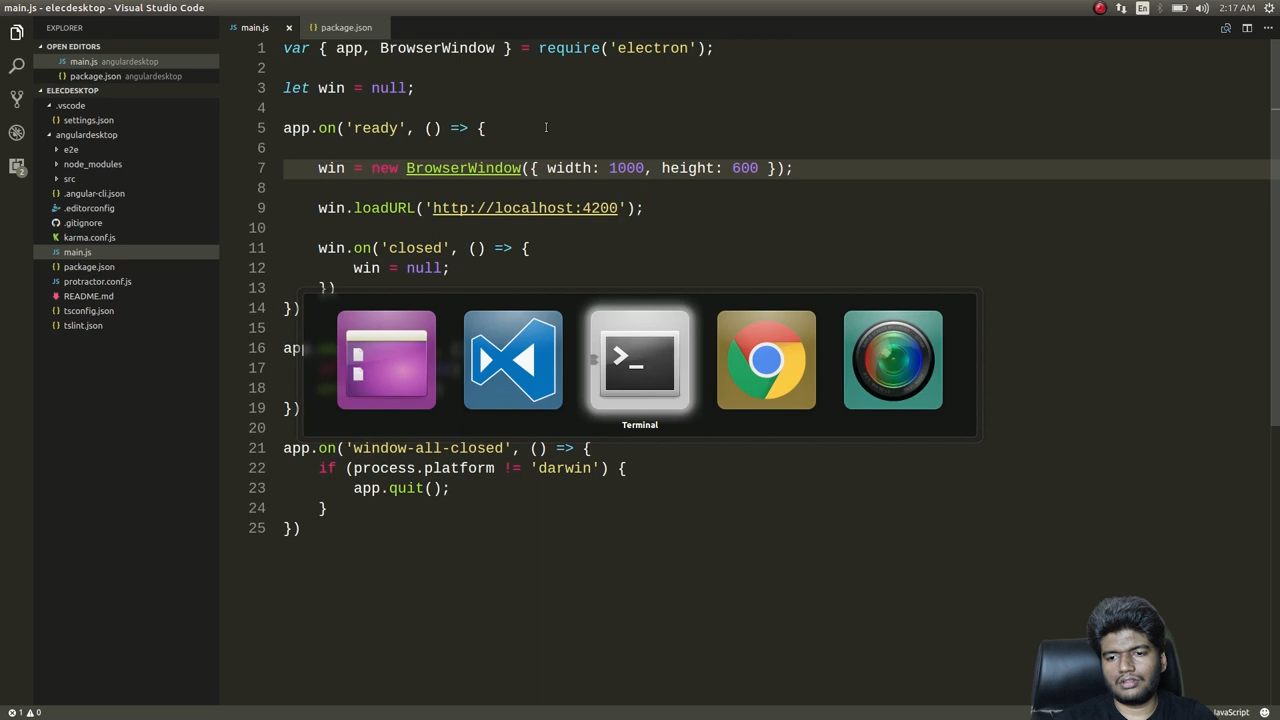 main.js - elecdesktop - Visual Studio Code
En
2:17 AM
EXPLORER
OPEN EDITORS
main.js angulardesktop
package.json angulardesktop
ELECDESKTOP
.vscode
settings.json
angulardesktop
e2e
node_modules
src
.angular-cli.json
.editorconfig
.gitignore
karma.conf.js
main.js
package.json
protractor.conf.js
README.md
tsconfig.json
tslint.json
2
main.js
package.json
1 var { app, BrowserWindow } = require('electron');
2
3 let win = null;
4
5 app.on('ready', () => {
6
7 win = new BrowserWindow({ width: 1000, height: 600 });
8
9 win.loadURL('http://localhost:4200');
10
11 win.on('closed', () => {
12 win = null;
13 })
14 })
15
16 ap
17
18
19 })
20
21 app.on('window-all-closed', () => {
22 if (process.platform != 'darwin') {
23 app.quit();
24 }
25 })
Terminal
1 0
JavaScript